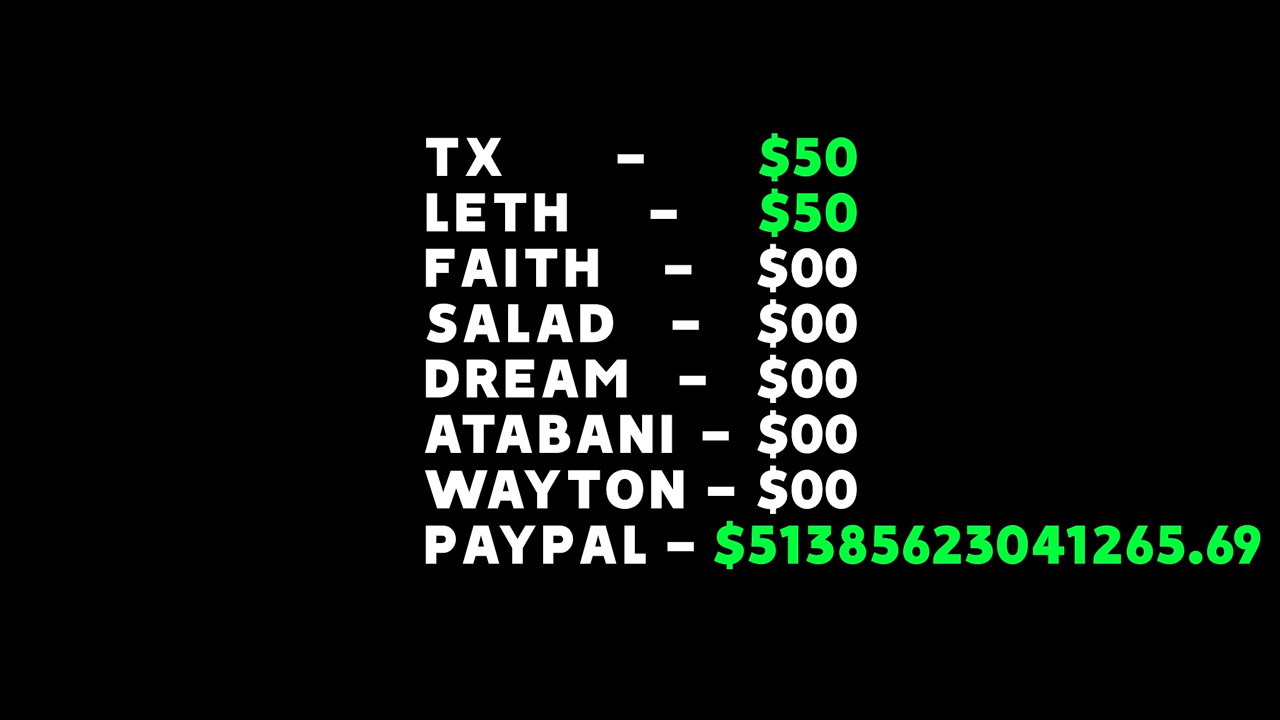 TX - $50
LETH - $50
FAITH - $00
SALAD - $00
DREAM - $00
ATABANI - $00
WAYTON - $00
PAYPAL - $51385623041265.69